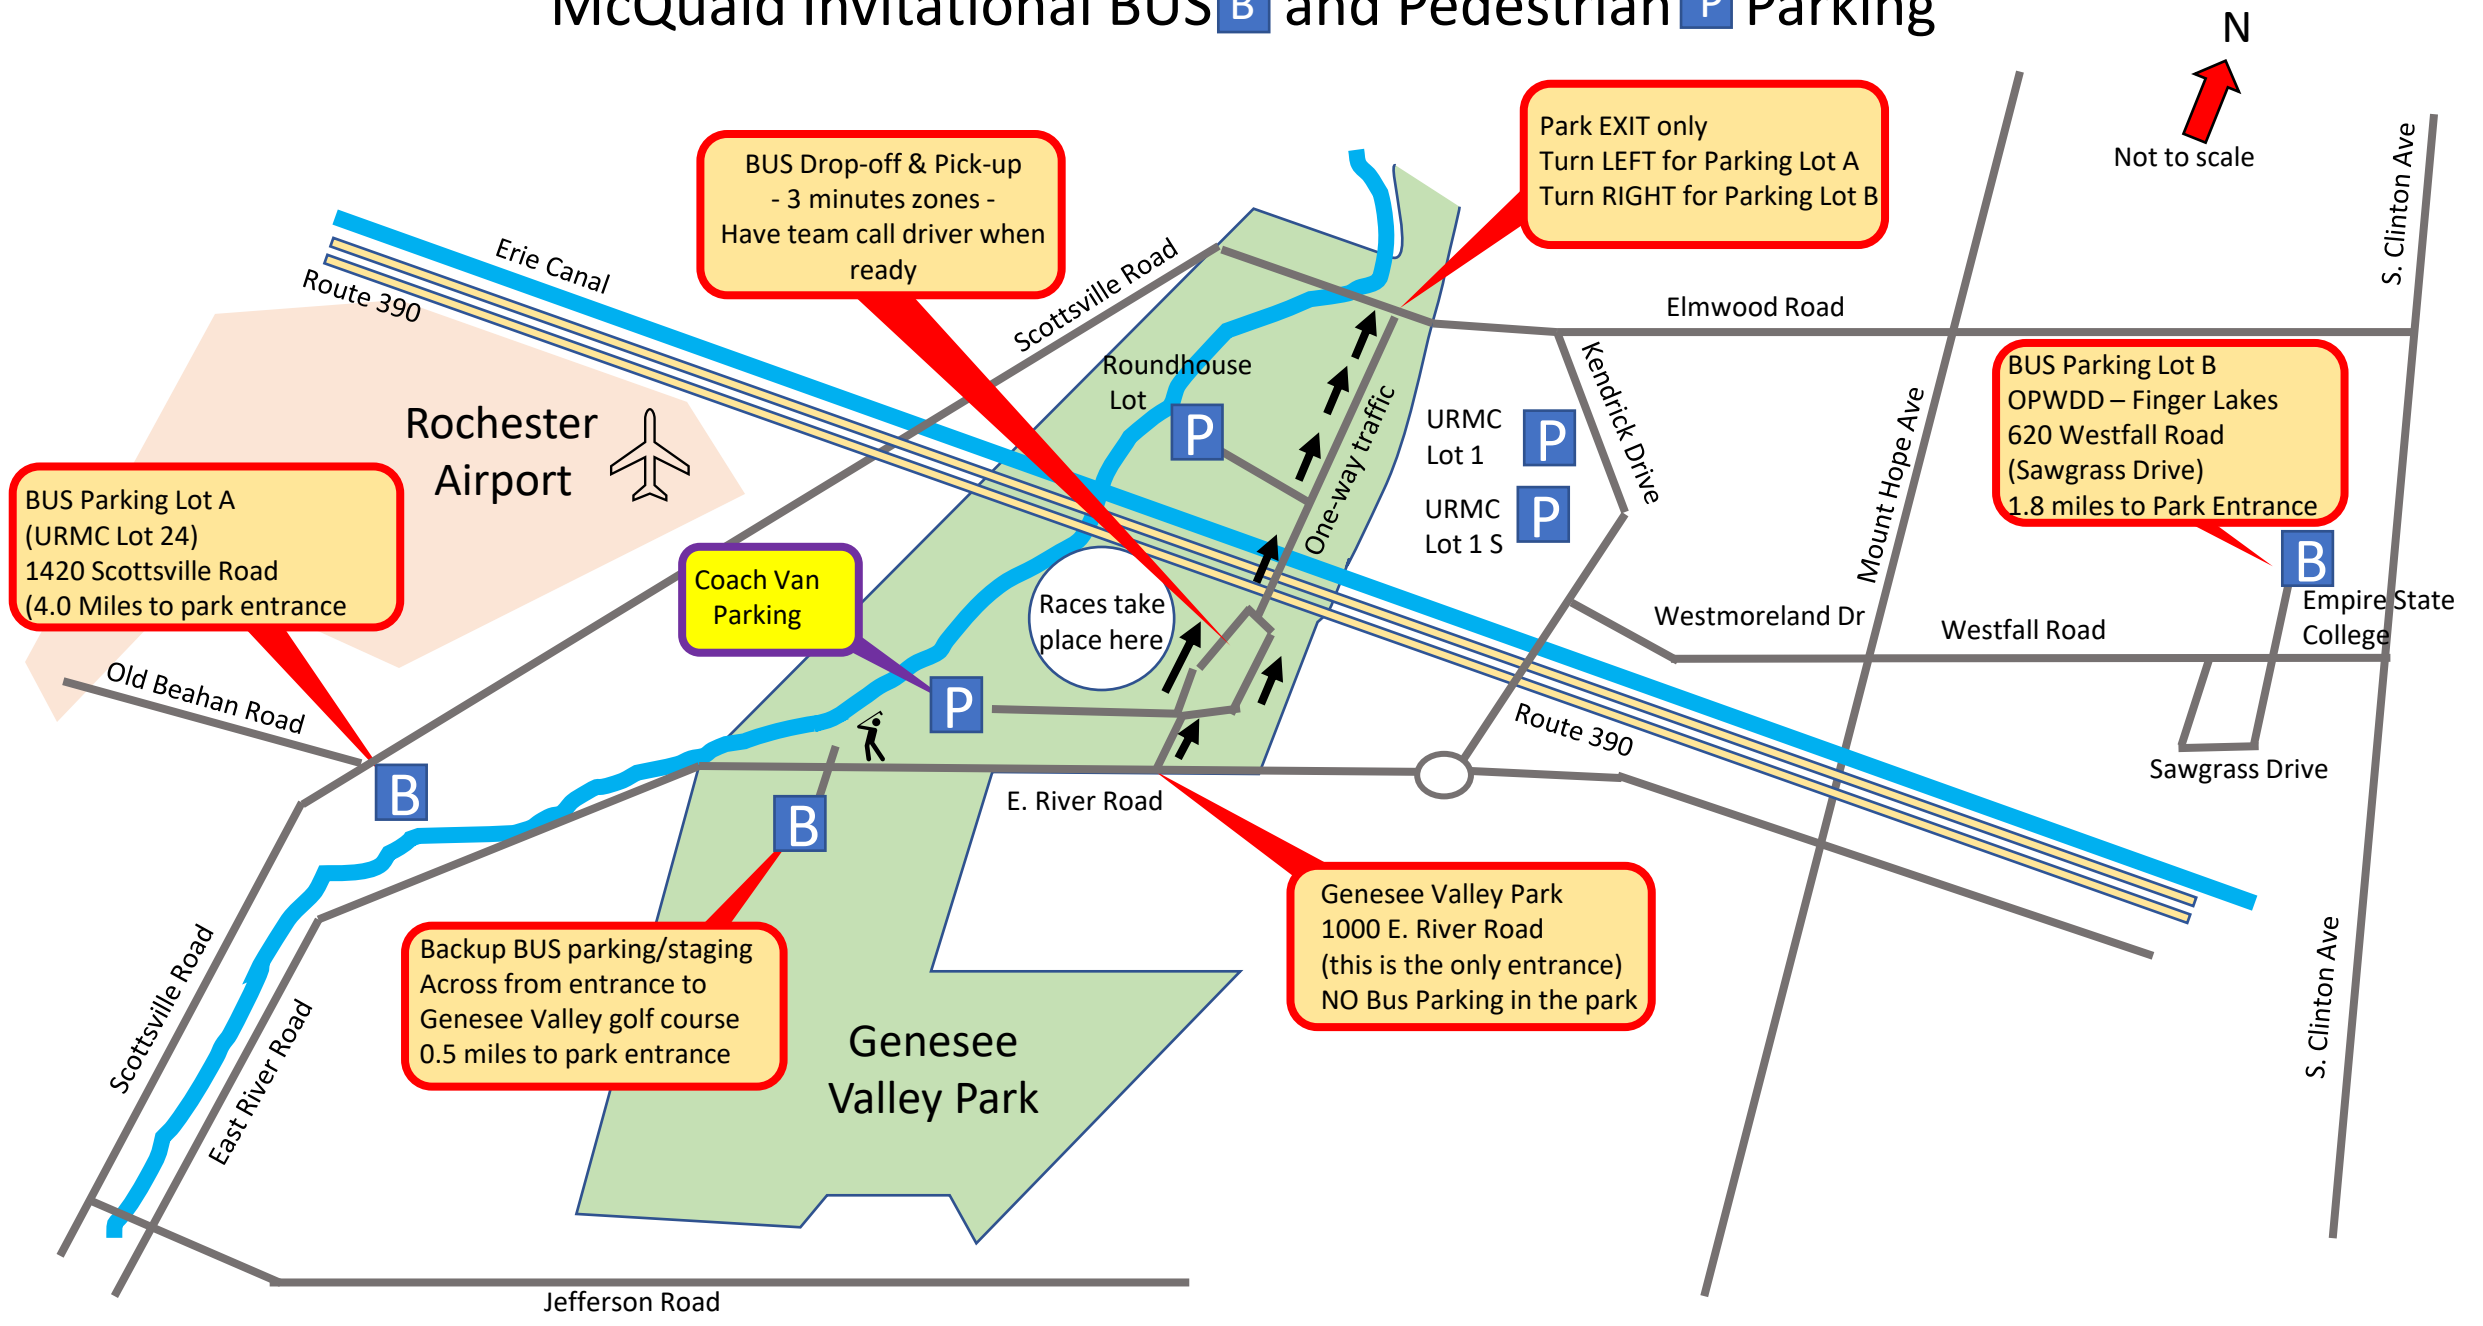 McQuaid Invitational BUS B and Pedestrian P Parking
N
Not to scale
Park EXIT only
Turn LEFT for Parking Lot A
Turn RIGHT for Parking Lot B
BUS Drop-off & Pick-up
- 3 minutes zones -
Have team call driver when
ready
S. Clinton Ave
Erie Canal
Route 390
Scottsville Road
Elmwood Road
Roundhouse
Lot
P
One-way traffic
Kendrick Drive
URMC
Lot 1
P
URMC
Lot 1 S
P
Mount Hope Ave
BUS Parking Lot B
OPWDD – Finger Lakes
620 Westfall Road
(Sawgrass Drive)
1.8 miles to Park Entrance
B
Empire State
College
Rochester
Airport
BUS Parking Lot A
(URMC Lot 24)
1420 Scottsville Road
(4.0 Miles to park entrance
Coach Van
Parking
P
Races take
place here
Westmoreland Dr
Westfall Road
Old Beahan Road
B
Route 390
Sawgrass Drive
B
E. River Road
Genesee Valley Park
1000 E. River Road
(this is the only entrance)
NO Bus Parking in the park
Backup BUS parking/staging
Across from entrance to
Genesee Valley golf course
0.5 miles to park entrance
Scottsville Road
East River Road
Genesee
Valley Park
S. Clinton Ave
Jefferson Road